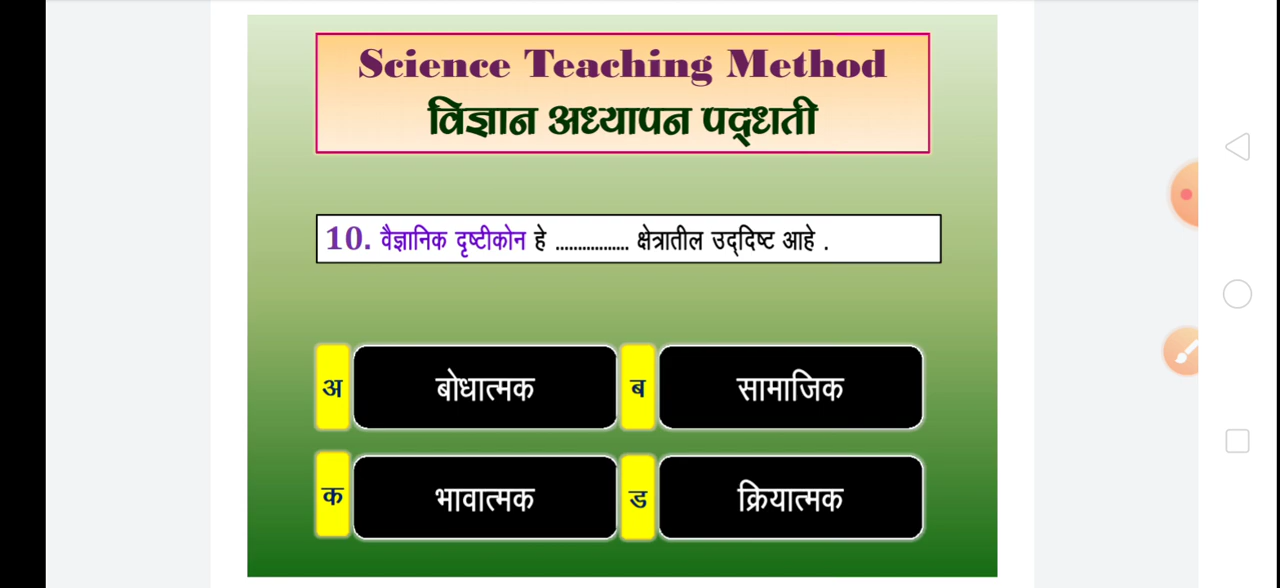 Science Teaching Method
विज्ञान अध्यापन पद्धती
10. वैज्ञानिक दृष्टीकोन हे ................. क्षेत्रातील उद्दिष्ट आहे .
अ बोधात्मक ब सामाजिक
क भावात्मक ड क्रियात्मक